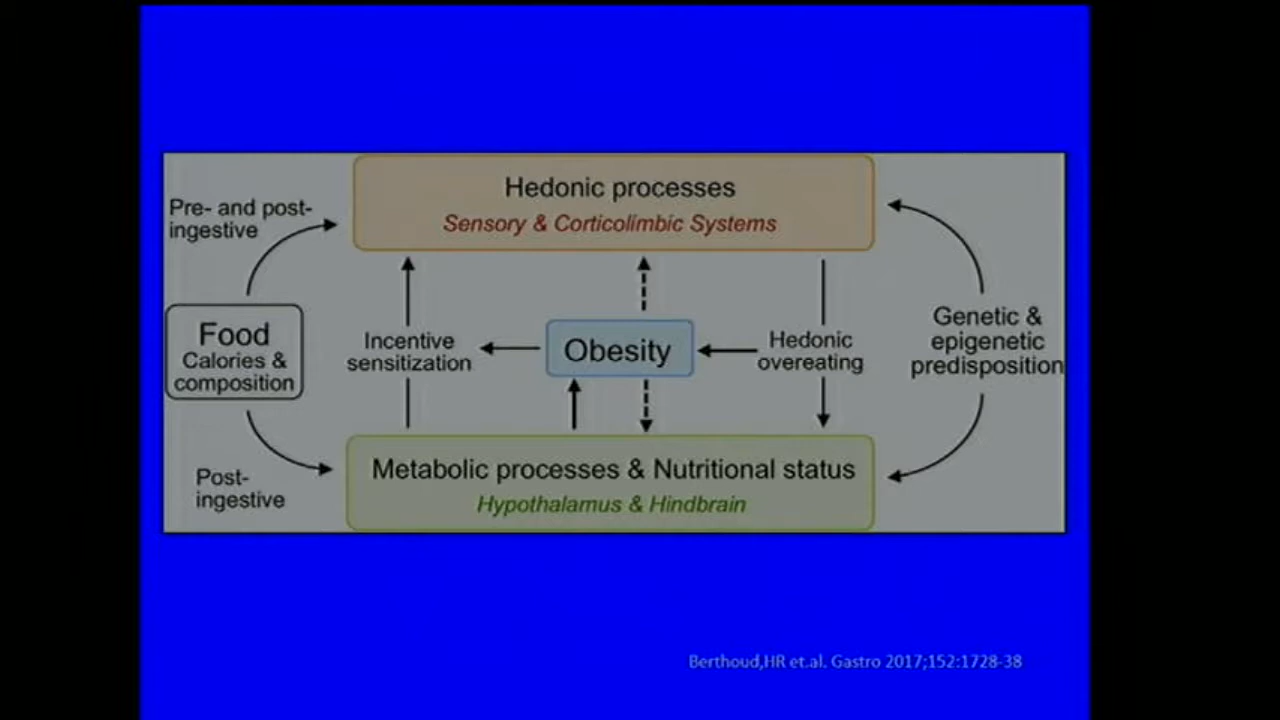 Hedonic processes
Sensory & Corticolimbic Systems
Pre- and post-
ingestive
Food
Calories &
composition
Incentive
sensitization
Obesity
Hedonic
overeating
Genetic &
epigenetic
predisposition
Post-
ingestive
Metabolic processes & Nutritional status
Hypothalamus & Hindbrain
Berthoud,HR et.al. Gastro 2017;152:1728-38